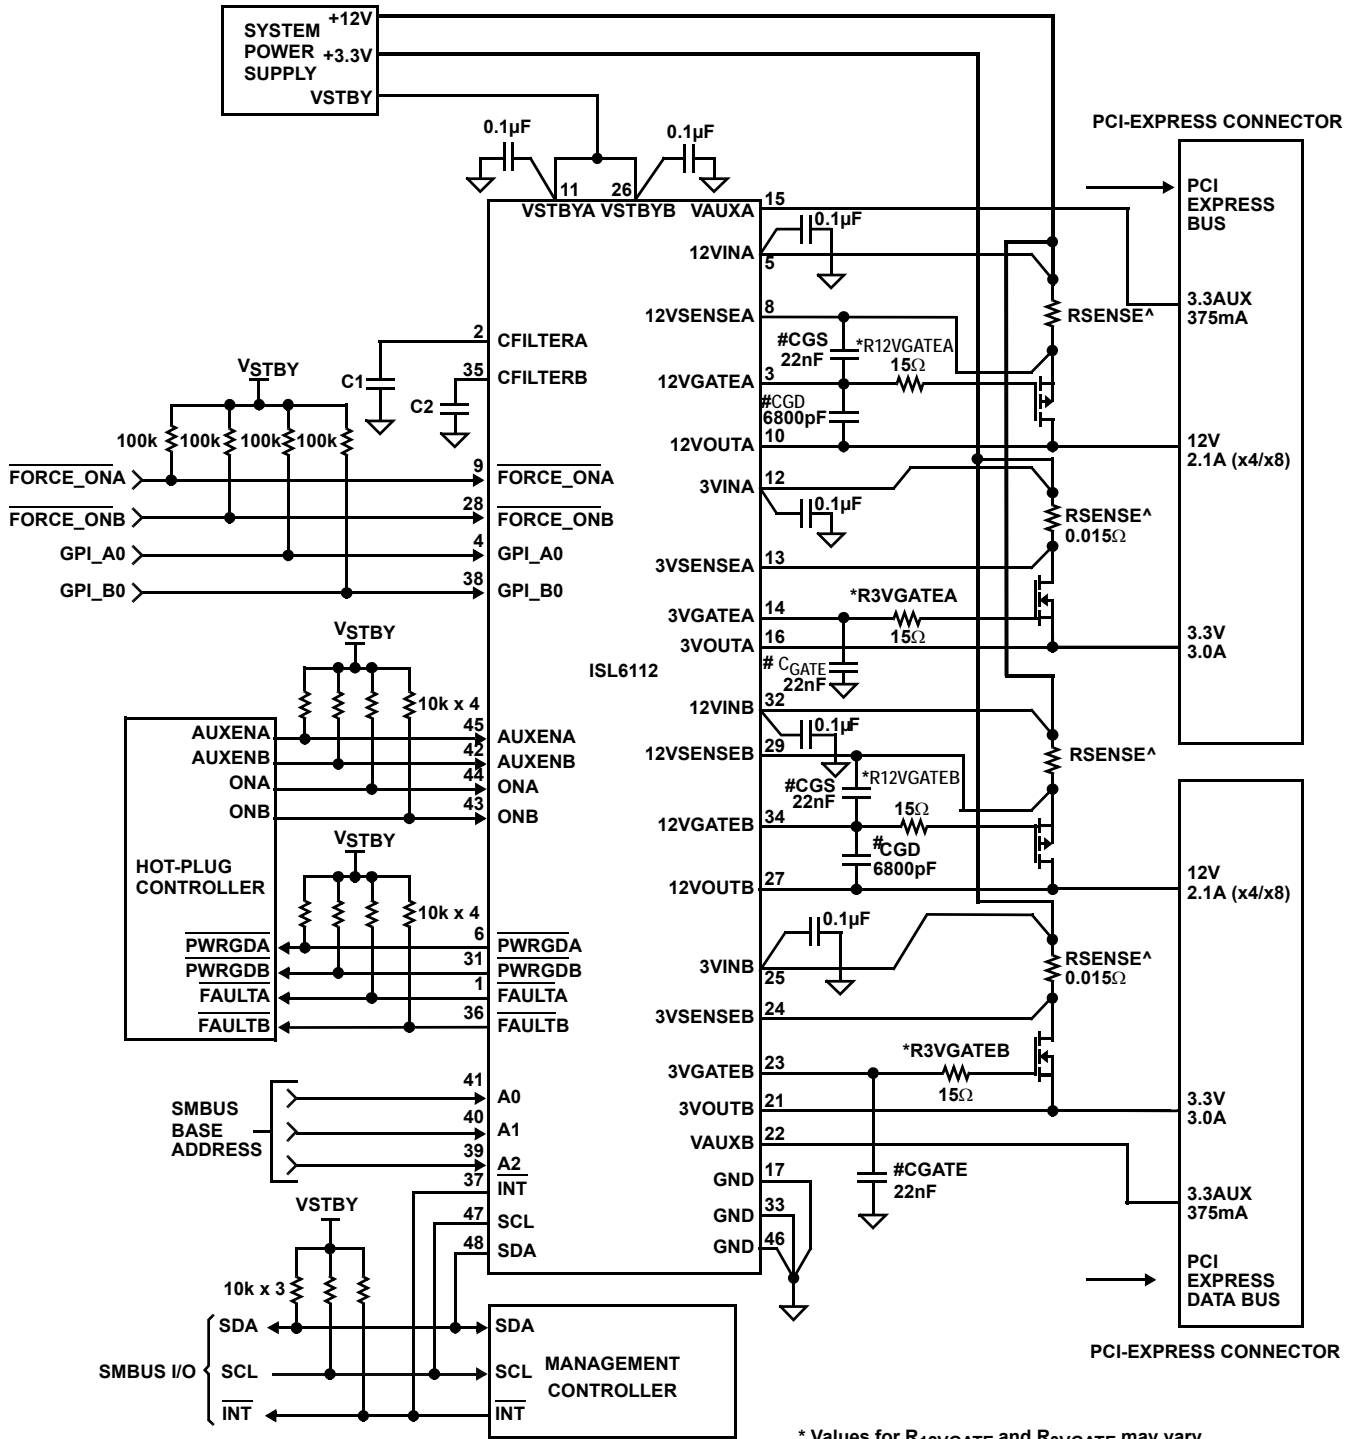 SYSTEM
POWER
SUPPLY
+12V
+3.3V
VSTBY
0.1µF
0.1µF
11
26
VSTBYA
VSTBYB
PCI-EXPRESS CONNECTOR
PCI
EXPRESS
BUS
3.3AUX
375mA
12V
2.1A (x4/x8)
3.3V
3.0A
VAUXA
15
12VINA
5
0.1µF
12VSENSEA
8
RSENSE^
#CGS
22nF
*R12VGATEA
15Ω
12VGATEA
3
#CGD
6800pF
12VOUTA
10
3VINA
12
0.1µF
RSENSE^
0.015Ω
3VSENSEA
13
*R3VGATEA
15Ω
3VGATEA
14
3VOUTA
16
# CGATE
22nF
2
CFILTERA
35
CFILTERB
C1
C2
VSTBY
100k
100k
100k
100k
FORCE_ONA
9
FORCE_ONA
FORCE_ONB
28
FORCE_ONB
GPI_A0
4
GPI_A0
GPI_B0
38
GPI_B0
ISL6112
VSTBY
10k x 4
AUXENA
45
AUXENA
AUXENB
42
AUXENB
ONA
44
ONA
ONB
43
ONB
HOT-PLUG
CONTROLLER
VSTBY
10k x 4
PWRGDA
6
PWRGDA
PWRGDB
31
PWRGDB
FAULTA
1
FAULTA
FAULTB
36
FAULTB
12VINB
32
0.1µF
12VSENSEB
29
RSENSE^
#CGS
22nF
*R12VGATEB
15Ω
12VGATEB
34
#CGD
6800pF
12VOUTB
27
12V
2.1A (x4/x8)
0.1µF
3VINB
25
RSENSE^
0.015Ω
3VSENSEB
24
*R3VGATEB
15Ω
3VGATEB
23
3VOUTB
21
3.3V
3.0A
VAUXB
22
#CGATE
22nF
GND
17
GND
33
GND
46
3.3AUX
375mA
PCI
EXPRESS
DATA BUS
PCI-EXPRESS CONNECTOR
SMBUS
BASE
ADDRESS
41
A0
40
A1
39
A2
37
INT
47
SCL
48
SDA
VSTBY
10k x 3
SMBUS I/O
SDA
SCL
INT
SDA
SCL
INT
MANAGEMENT
CONTROLLER
* Values for R12VGATE and R3VGATE may vary